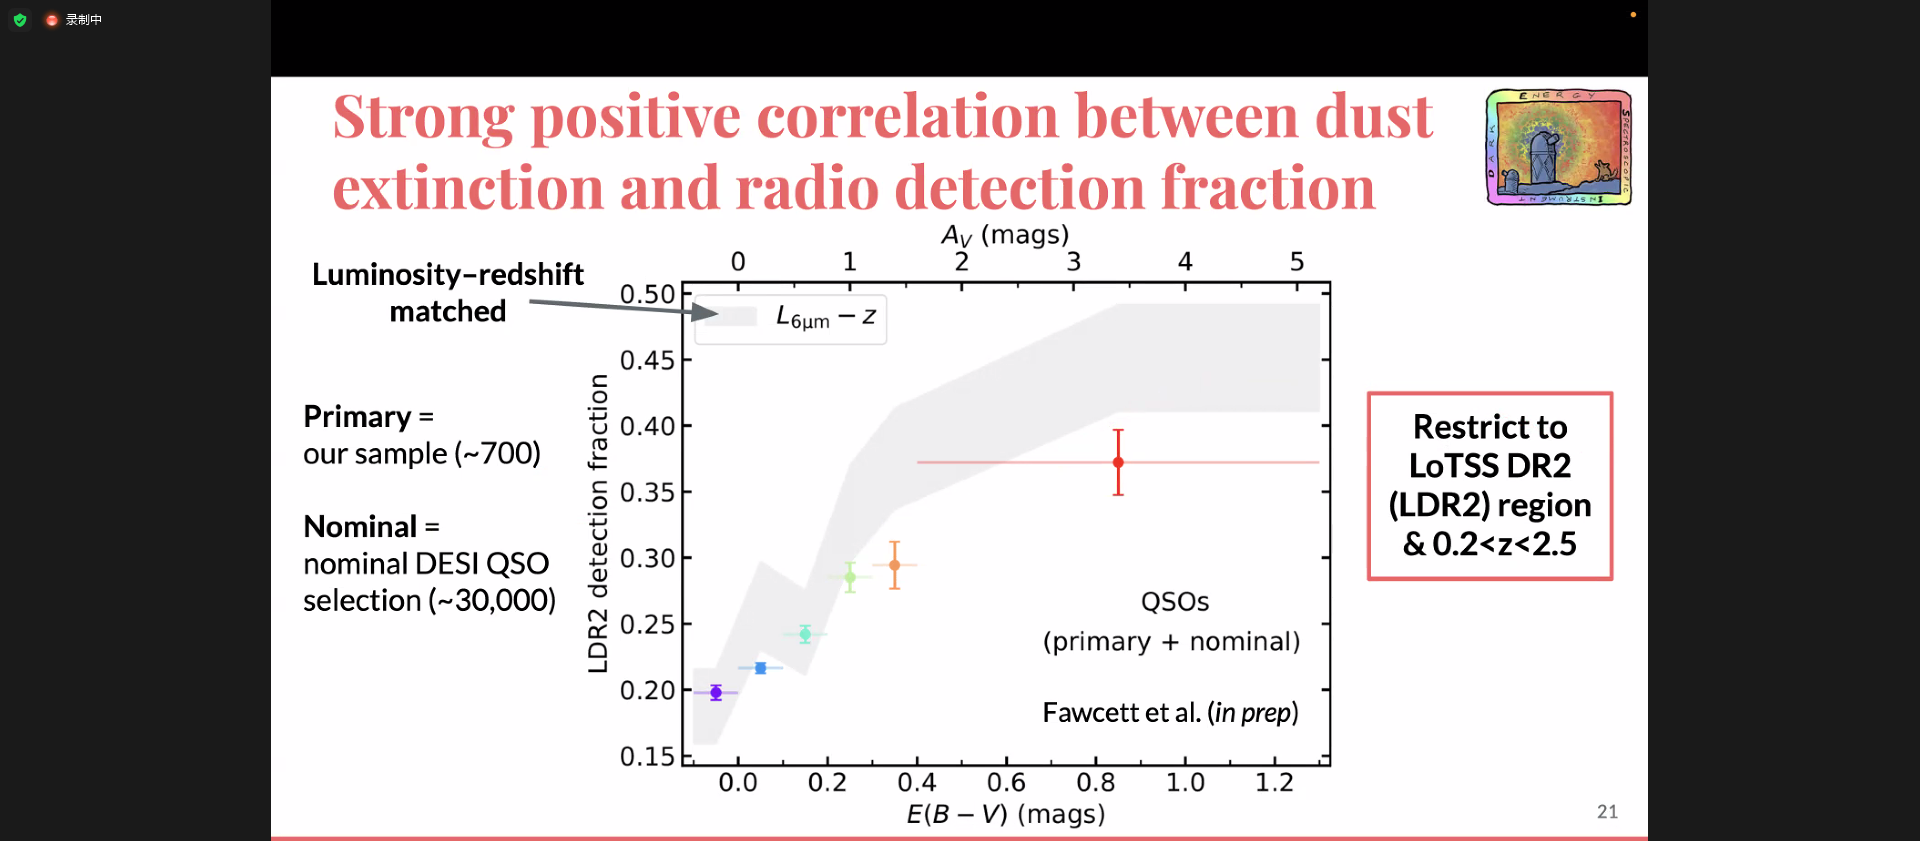 录制中
Strong positive correlation between dust
extinction and radio detection fraction
ENERGY
SPECTROSCOPIC
INSTRUMENT
DARK
Luminosity–redshift
matched
Primary =
our sample (~700)
Nominal =
nominal DESI QSO
selection (~30,000)
A_V (mags)
0 1 2 3 4 5
LDR2 detection fraction
0.50
0.45
0.40
0.35
0.30
0.25
0.20
0.15
L_6μm − z
QSOs
(primary + nominal)
Fawcett et al. (in prep)
0.0 0.2 0.4 0.6 0.8 1.0 1.2
E(B − V) (mags)
Restrict to
LoTSS DR2
(LDR2) region
& 0.2<z<2.5
21